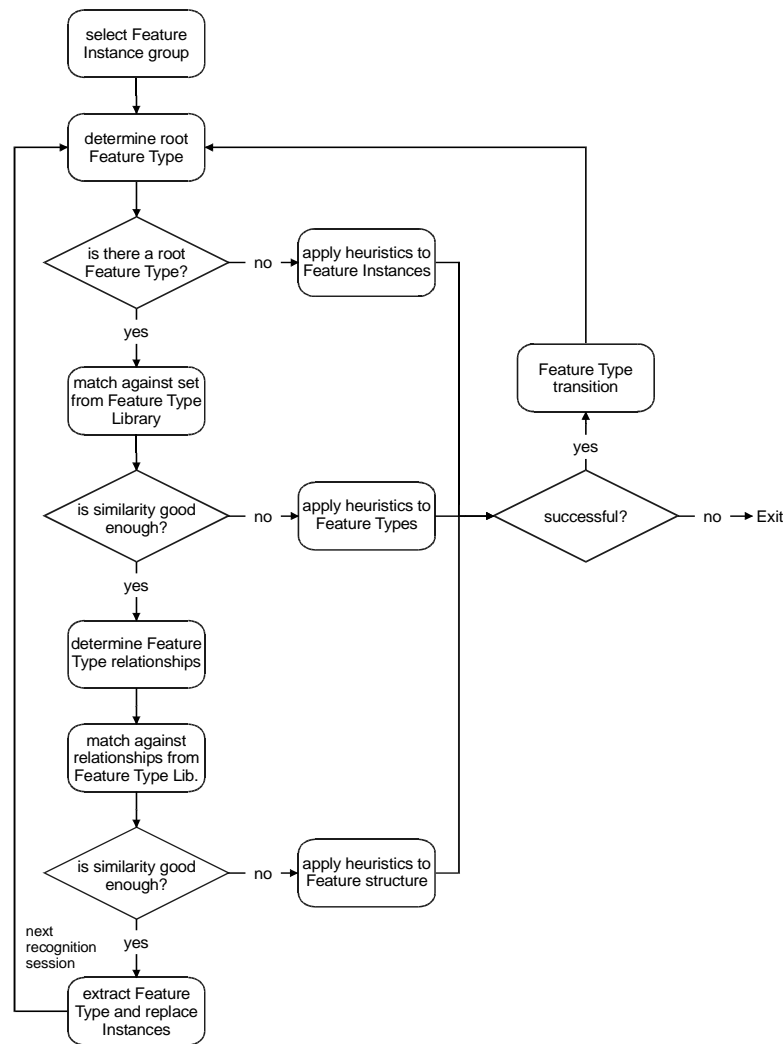 select Feature
Instance group
determine root
Feature Type
is there a root
Feature Type?
no
apply heuristics to
Feature Instances
yes
match against set
from Feature Type
Library
Feature Type
transition
yes
is similarity good
enough?
no
apply heuristics to
Feature Types
successful?
no
Exit
yes
determine Feature
Type relationships
match against
relationships from
Feature Type Lib.
is similarity good
enough?
no
apply heuristics to
Feature structure
next
recognition
session
yes
extract Feature
Type and replace
Instances